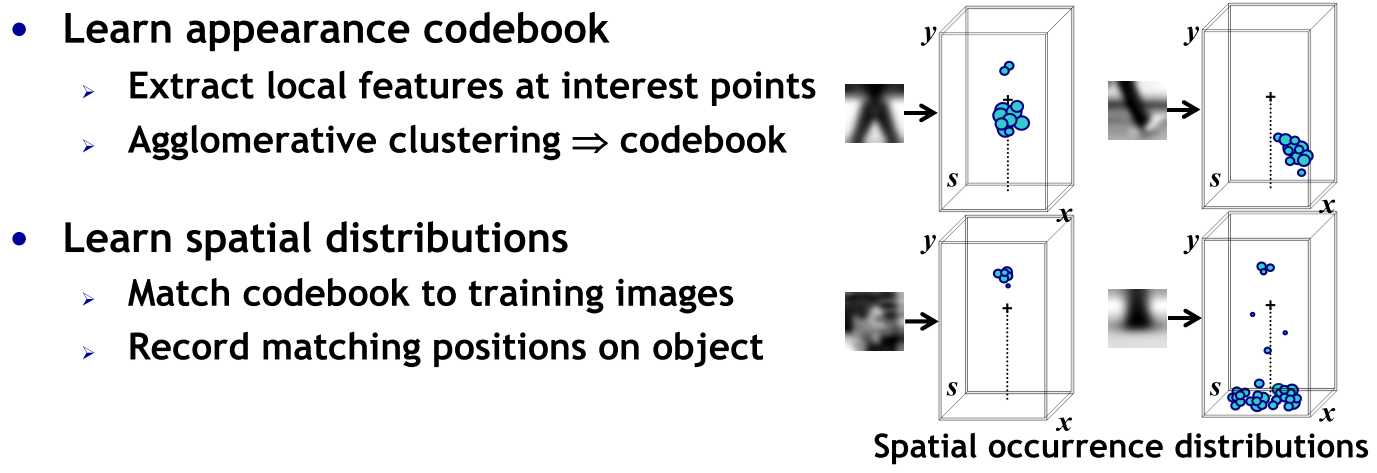 • Learn appearance codebook
➢ Extract local features at interest points
➢ Agglomerative clustering ⇒ codebook
• Learn spatial distributions
➢ Match codebook to training images
➢ Record matching positions on object
y
s
x
y
s
x
y
s
x
y
s
x
Spatial occurrence distributions